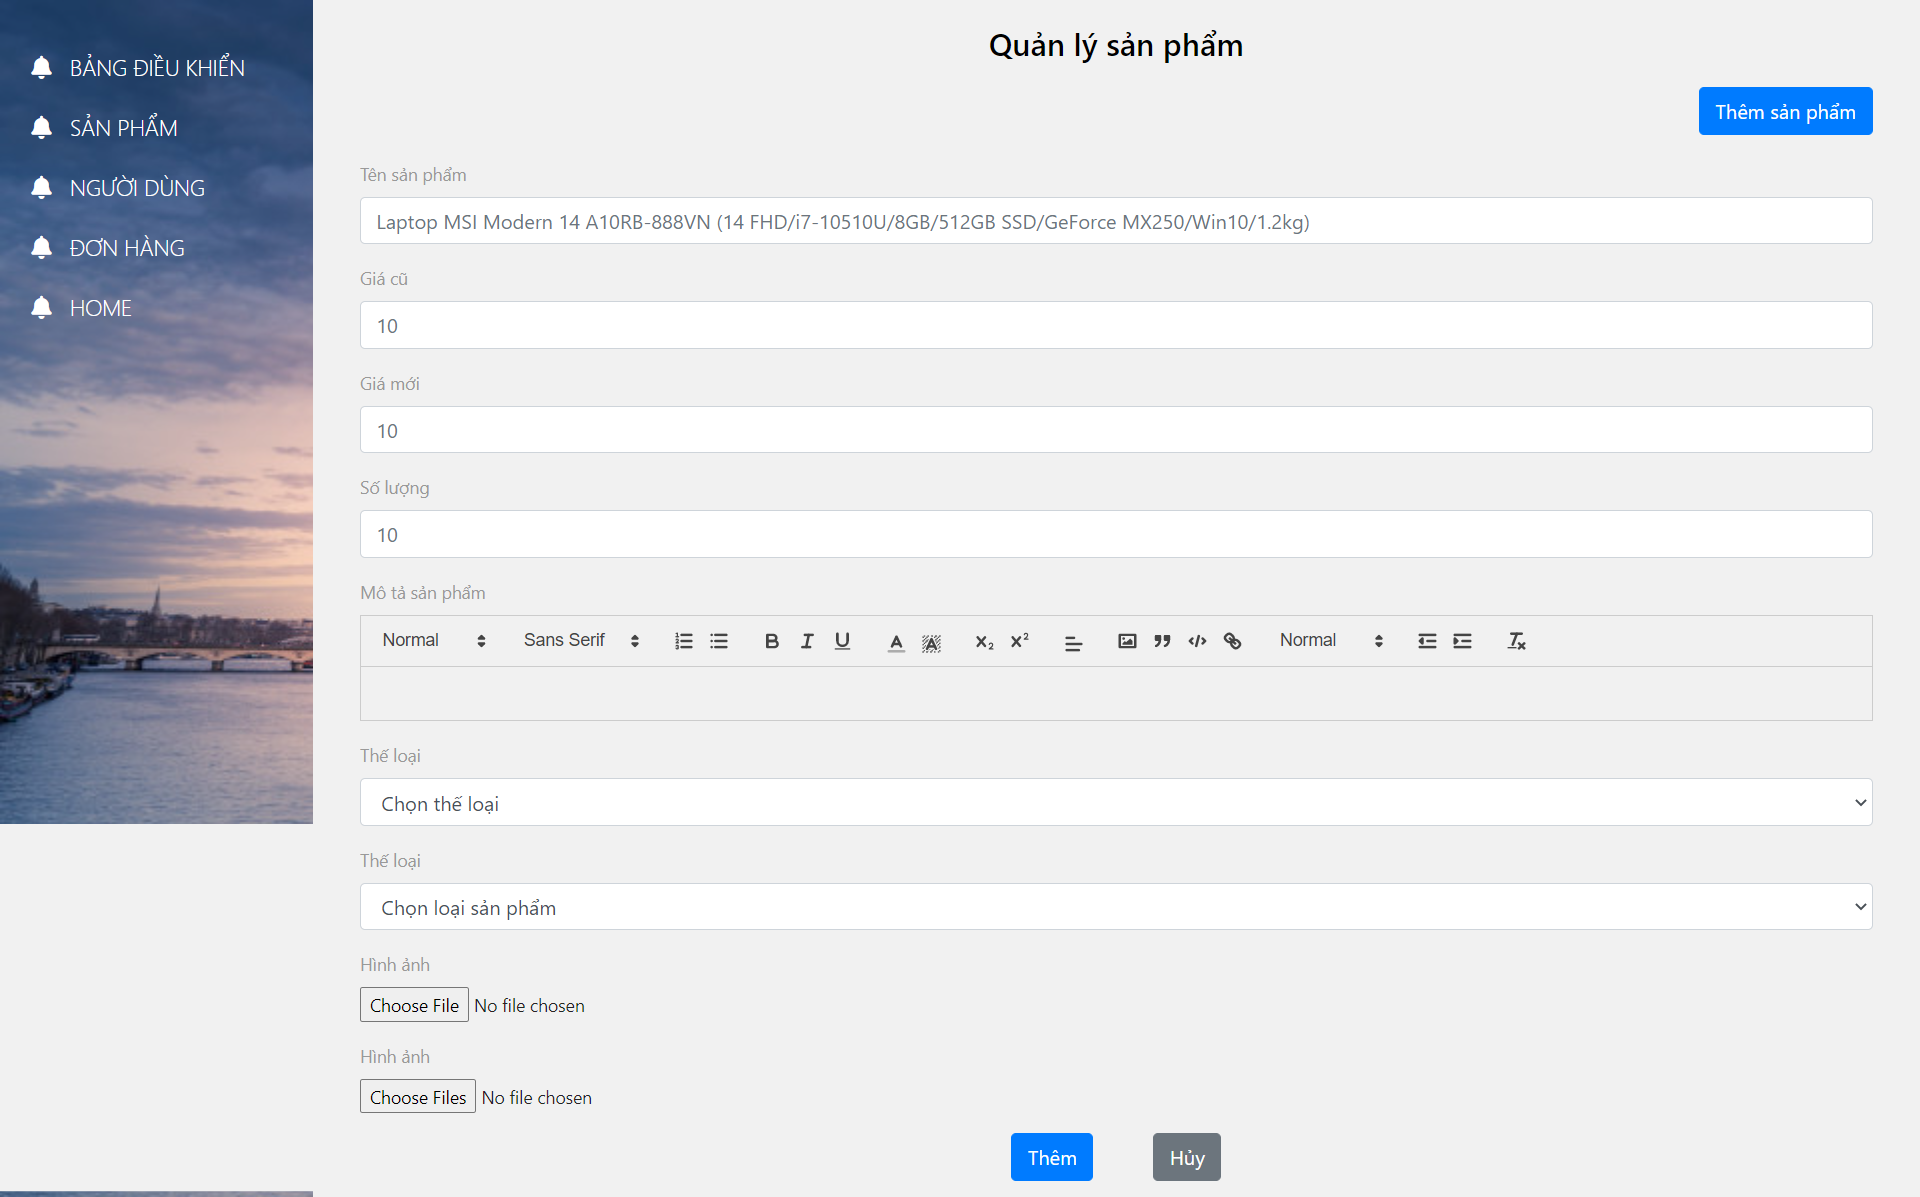 BẢNG ĐIỀU KHIỂN
SẢN PHẨM
NGƯỜI DÙNG
ĐƠN HÀNG
HOME
Quản lý sản phẩm
Thêm sản phẩm
Tên sản phẩm
Laptop MSI Modern 14 A10RB-888VN (14 FHD/i7-10510U/8GB/512GB SSD/GeForce MX250/Win10/1.2kg)
Giá cũ
10
Giá mới
10
Số lượng
10
Mô tả sản phẩm
Normal Sans Serif Normal
Thế loại
Chọn thế loại
Thế loại
Chọn loại sản phẩm
Hình ảnh
Choose File No file chosen
Hình ảnh
Choose Files No file chosen
Thêm Hủy